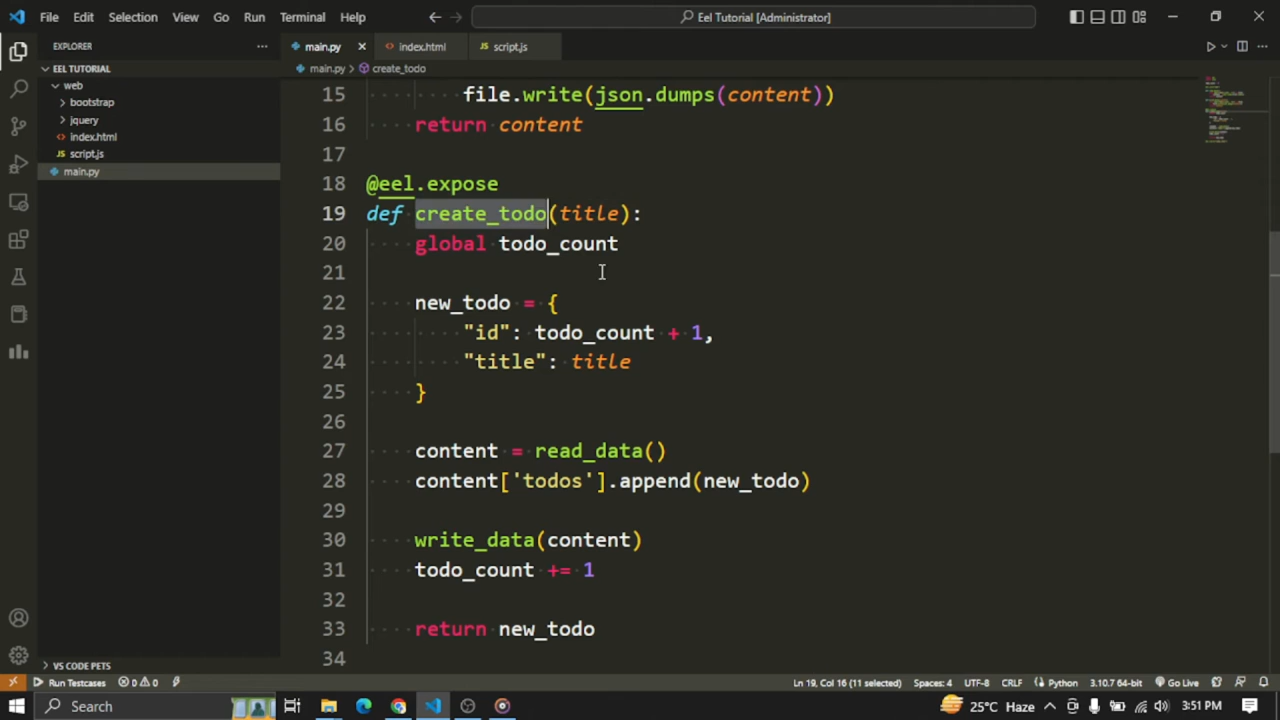 File Edit Selection View Go Run Terminal Help
Eel Tutorial [Administrator]
EXPLORER
main.py
index.html
script.js
EEL TUTORIAL
main.py > create_todo
web
bootstrap
jquery
index.html
script.js
main.py
15 file.write(json.dumps(content))
16 return content
17
18 @eel.expose
19 def create_todo(title):
20 global todo_count
21
22 new_todo = {
23 "id": todo_count + 1,
24 "title": title
25 }
26
27 content = read_data()
28 content['todos'].append(new_todo)
29
30 write_data(content)
31 todo_count += 1
32
33 return new_todo
34
VS CODE PETS
Run Testcases 0 0
Ln 19, Col 16 (11 selected) Spaces: 4 UTF-8 CRLF Python 3.10.7 64-bit Go Live
Search
25°C Haze
3:51 PM